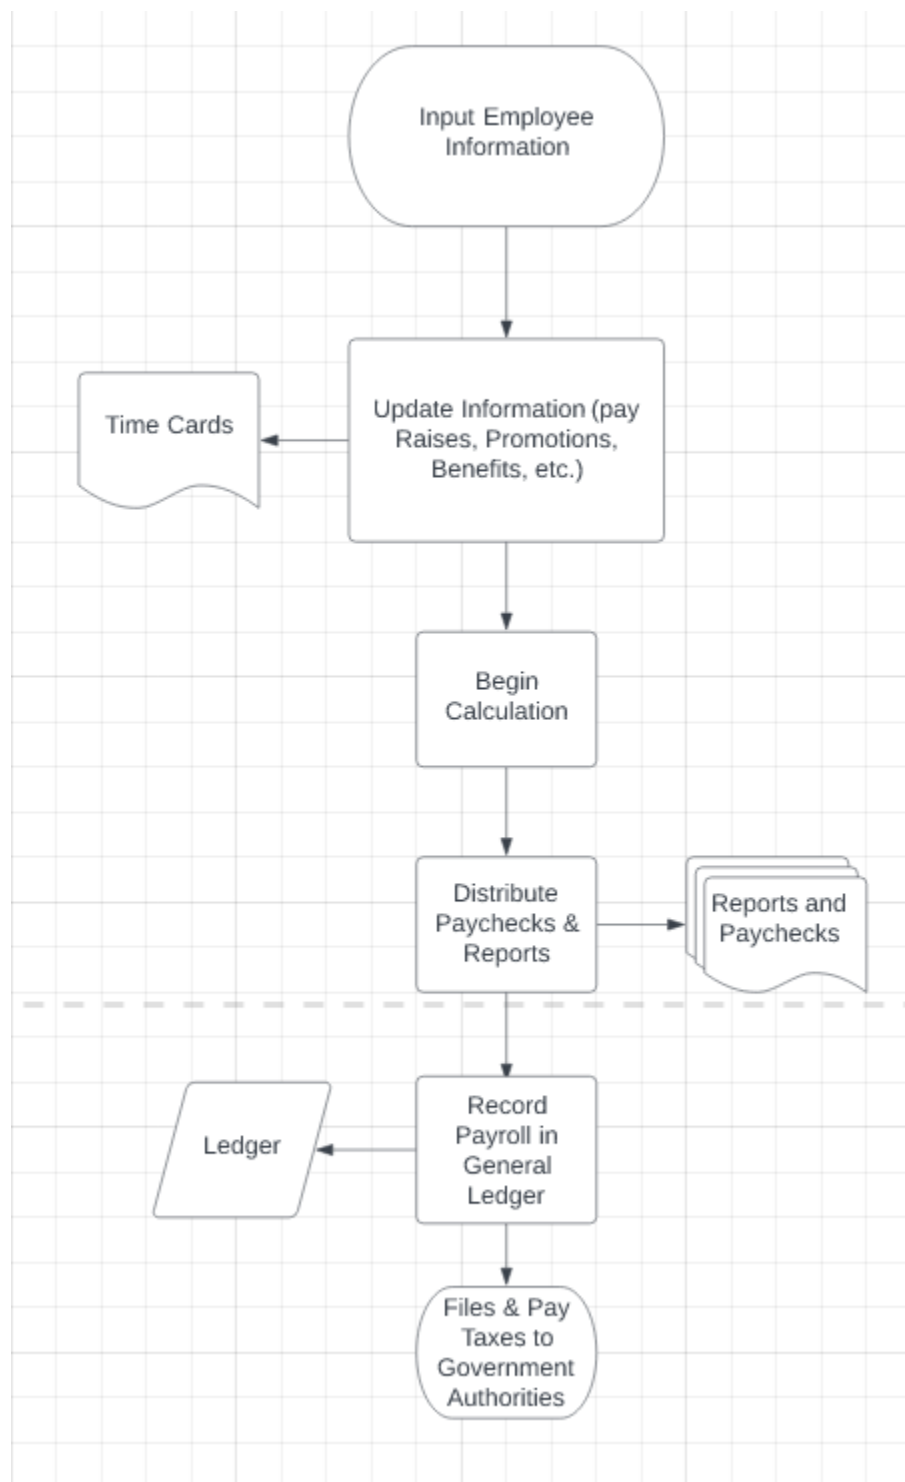 Input Employee
Information
Time Cards
Update Information (pay
Raises, Promotions,
Benefits, etc.)
Begin
Calculation
Distribute
Paychecks &
Reports
Reports and
Paychecks
Ledger
Record
Payroll in
General
Ledger
Files & Pay
Taxes to
Government
Authorities